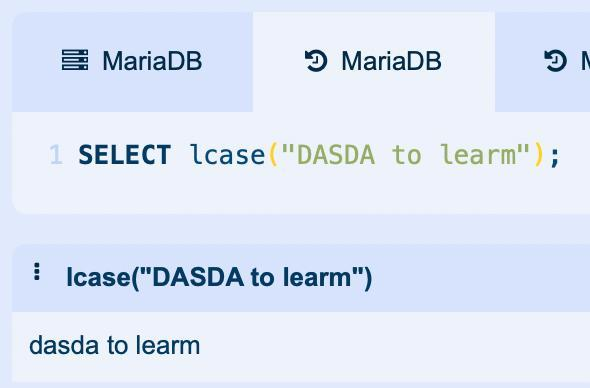 MariaDB MariaDB
1 SELECT lcase("DASDA to learm");
lcase("DASDA to learm")
dasda to learm